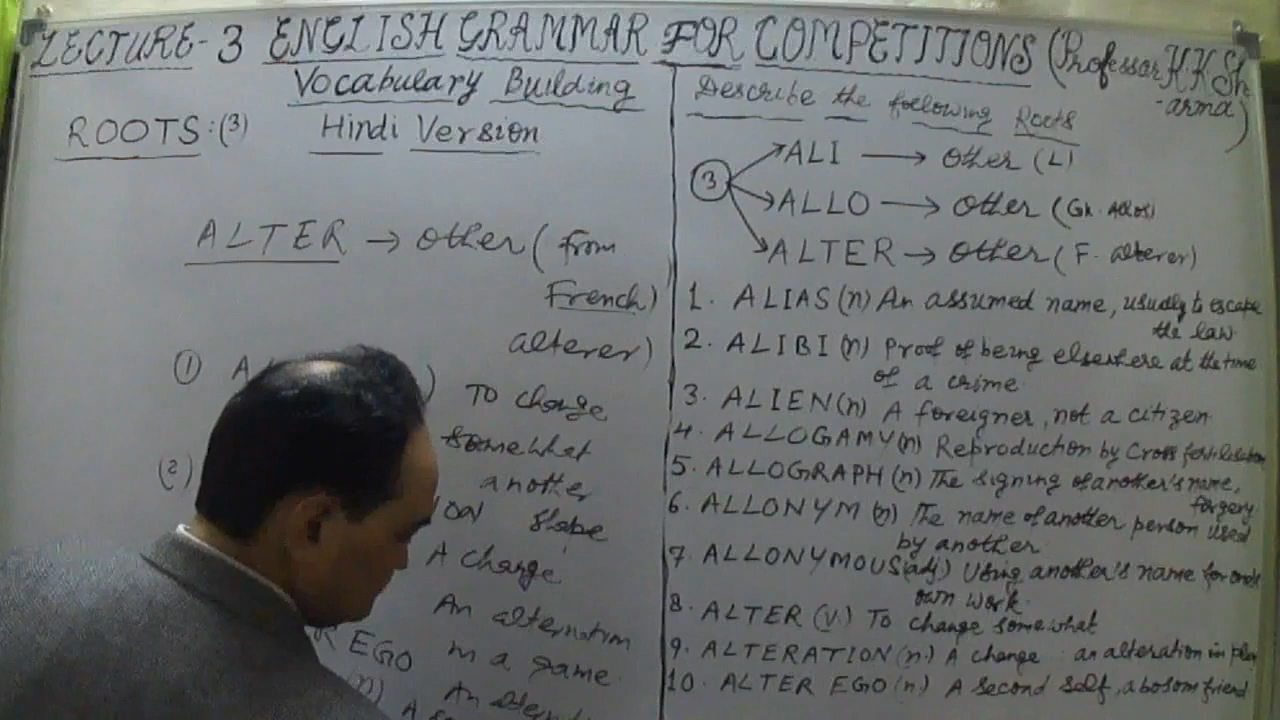 LECTURE-3 ENGLISH GRAMMAR FOR COMPETITIONS (Professor K.K Sh
-arma)
Vocabulary Building
ROOTS:(3) Hindi Version
ALTER → other (from
French)
alterer)
① A )
To change
somewhat
another
(2)
shape
A change
An alternation
in a game
R EGO
(n)
An
A
Describe the following Roots
③ ALI → other (L)
ALLO → other (Gk. Allos)
ALTER → other (F. alterer)
1. ALIAS (n) An assumed name, usually to escape
the law.
2. ALIBI (n) Proof of being elsewhere at the time
of a crime.
3. ALIEN (n) A foreigner, not a citizen.
4. ALLOGAMY (n) Reproduction by Cross fertilisation
5. ALLOGRAPH (n) The signing of another's name,
forgery
6. ALLONYM (n) The name of another person used
by another
7. ALLONYMOUS (adj) Using another's name for one's
own work.
8. ALTER (v.) To change somewhat
9. ALTERATION (n.) A change an alteration in plan
10. ALTER EGO (n.) A second self, a bosom friend